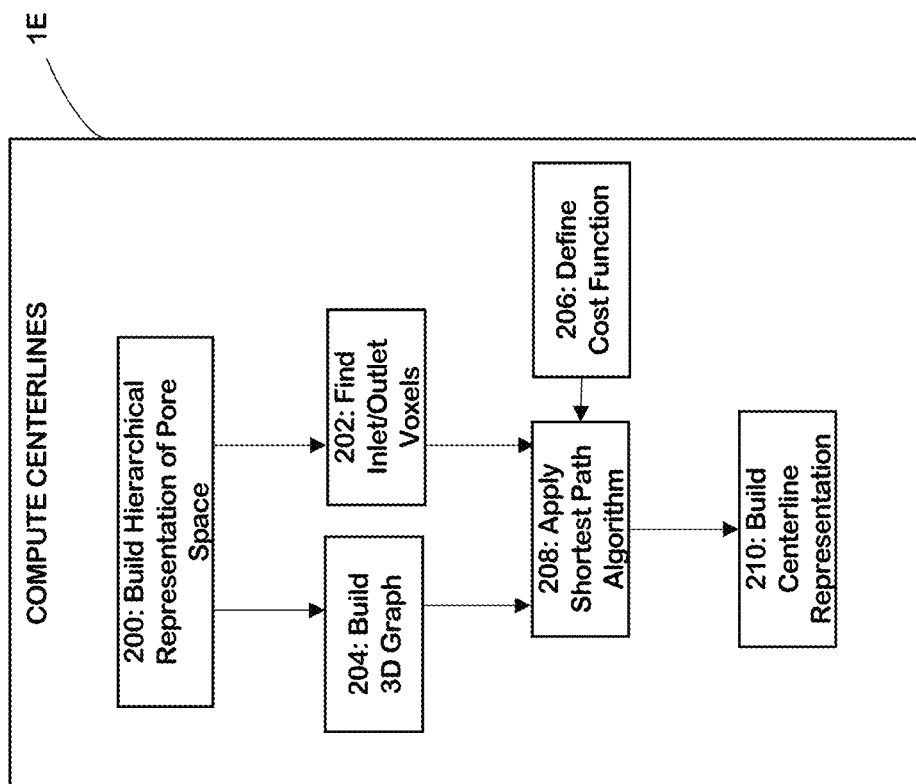 1E
COMPUTE CENTERLINES
200: Build Hierarchical
Representation of Pore
Space
204: Build
3D Graph
202: Find
Inlet/Outlet
Voxels
206: Define
Cost Function
208: Apply
Shortest Path
Algorithm
210: Build
Centerline
Representation